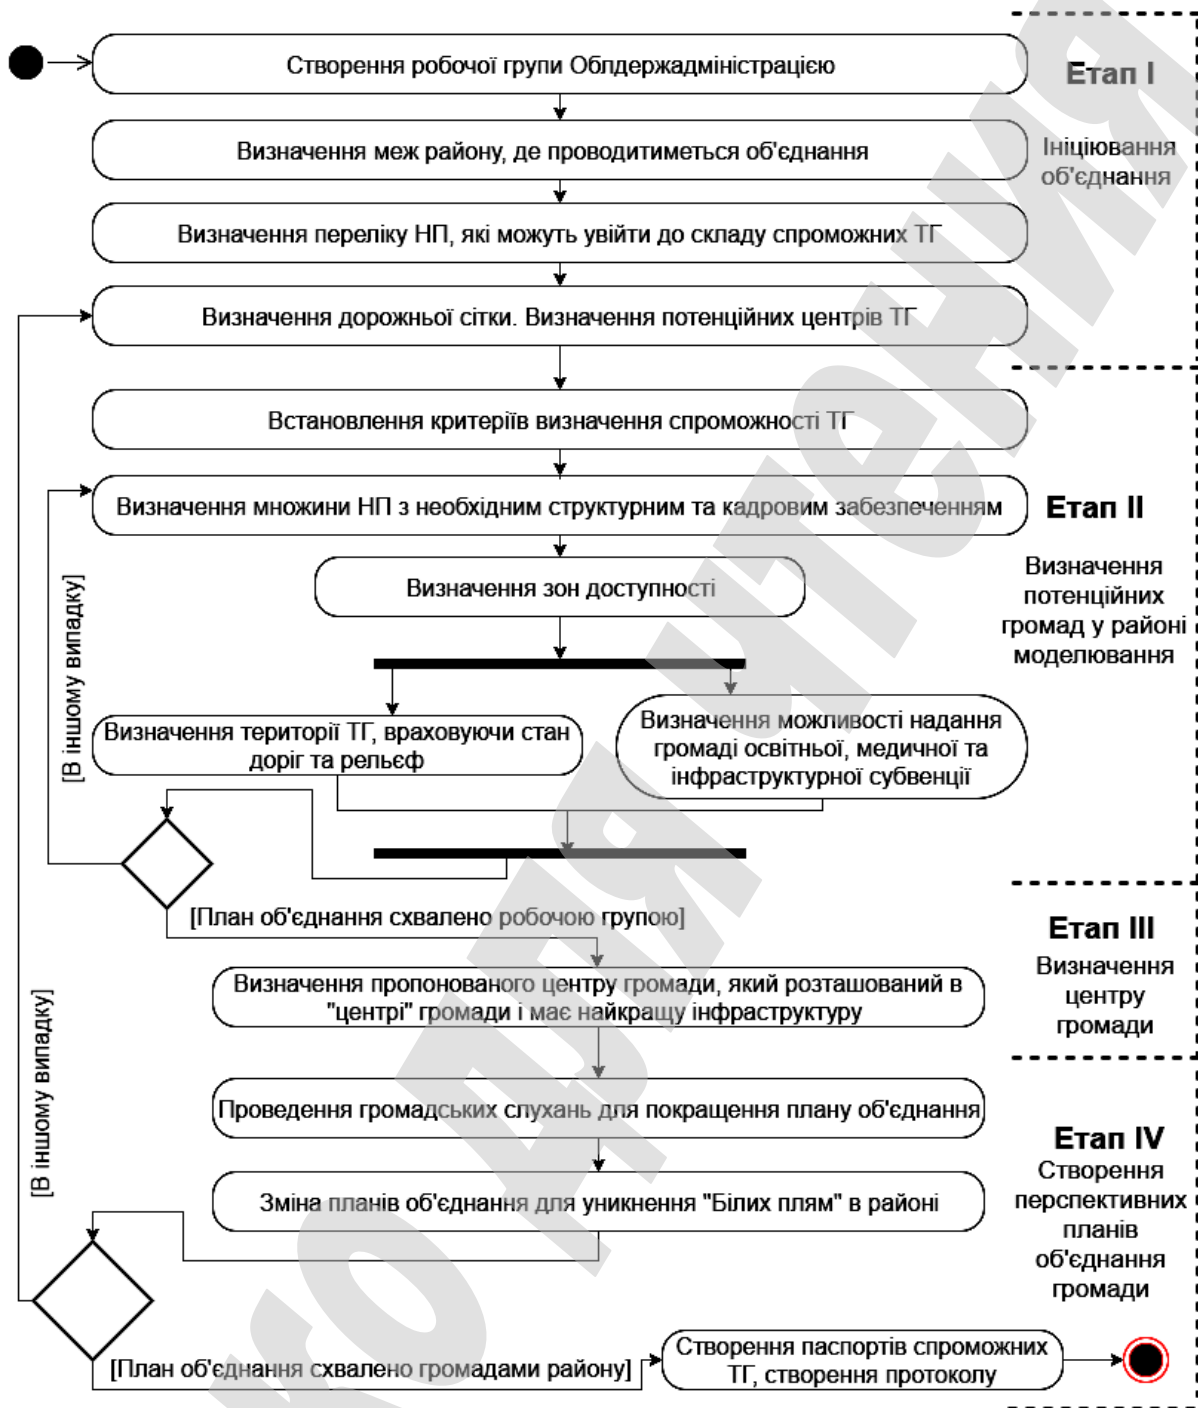 Створення робочої групи Облдержадміністрацією
Етап I
Ініціювання
об'єднання
Визначення меж району, де проводитиметься об'єднання
Визначення переліку НП, які можуть увійти до складу спроможних ТГ
Визначення дорожньої сітки. Визначення потенційних центрів ТГ
Встановлення критеріїв визначення спроможності ТГ
Визначення множини НП з необхідним структурним та кадровим забезпеченням
Етап II
Визначення
потенційних
громад у районі
моделювання
Визначення зон доступності
[В іншому випадку]
Визначення території ТГ, враховуючи стан
доріг та рельєф
Визначення можливості надання
громаді освітньої, медичної та
інфраструктурної субвенції
[План об'єднання схвалено робочою групою]
Етап III
Визначення
центру
громади
Визначення пропонованого центру громади, який розташований в
"центрі" громади і має найкращу інфраструктуру
[В іншому випадку]
Проведення громадських слухань для покращення плану об'єднання
Етап IV
Створення
перспективних
планів
об'єднання
громади
Зміна планів об'єднання для уникнення "Білих плям" в районі
[План об'єднання схвалено громадами району]
Створення паспортів спроможних
ТГ, створення протоколу
ко для чтения